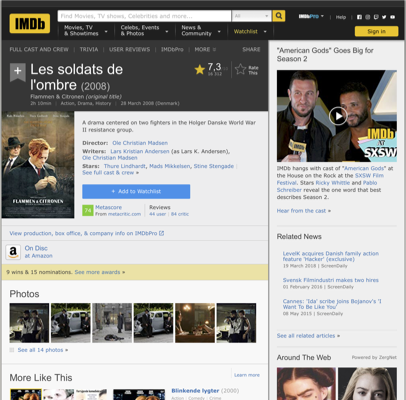 IMDb
Find Movies, TV shows, Celebrities and more...
All
IMDbPro
Help
Movies, TV
& Showtimes
Celebs, Events
& Photos
News &
Community
Watchlist
Sign in
FULL CAST AND CREW | TRIVIA | USER REVIEWS | IMDbPro | MORE
SHARE
Les soldats de
l'ombre (2008)
7,3
Rate
This
Flammen & Citronen (original title)
2h 10min | Action, Drama, History | 28 March 2008 (Denmark)
FLAMMEN & CITRONEN
A drama centered on two fighters in the Holger Danske World War
II resistance group.
Director: Ole Christian Madsen
Writers: Lars Kristian Andersen (as Lars K. Andersen),
Ole Christian Madsen
Stars: Thure Lindhardt, Mads Mikkelsen, Stine Stengade
See full cast & crew »
+ Add to Watchlist
74
Metascore
From metacritic.com
Reviews
44 user | 84 critic
View production, box office, & company info on IMDbPro
a
On Disc
at Amazon
9 wins & 15 nominations. See more awards »
Photos
See all 14 photos »
More Like This
Learn more
Blinkende lygter (2000)
Action | Comedy | Crime
"American Gods" Goes Big for
Season 2
IMDb
AT
SXSW
IMDb hangs with cast of "American Gods" at
the House on the Rock at the SXSW Film
Festival. Stars Ricky Whittle and Pablo
Schreiber reveal the one word that best
describes Season 2.
Hear from the cast »
Related News
LevelK acquires Danish family action
feature 'Hacker' (exclusive)
19 March 2018 | ScreenDaily
Svensk Filmindustri makes two hires
01 February 2016 | ScreenDaily
Cannes: 'Ida' scribe joins Bojanov's 'I
Want To Be Like You'
08 May 2015 | ScreenDaily
See all related articles »
Around The Web
Powered by ZergNet